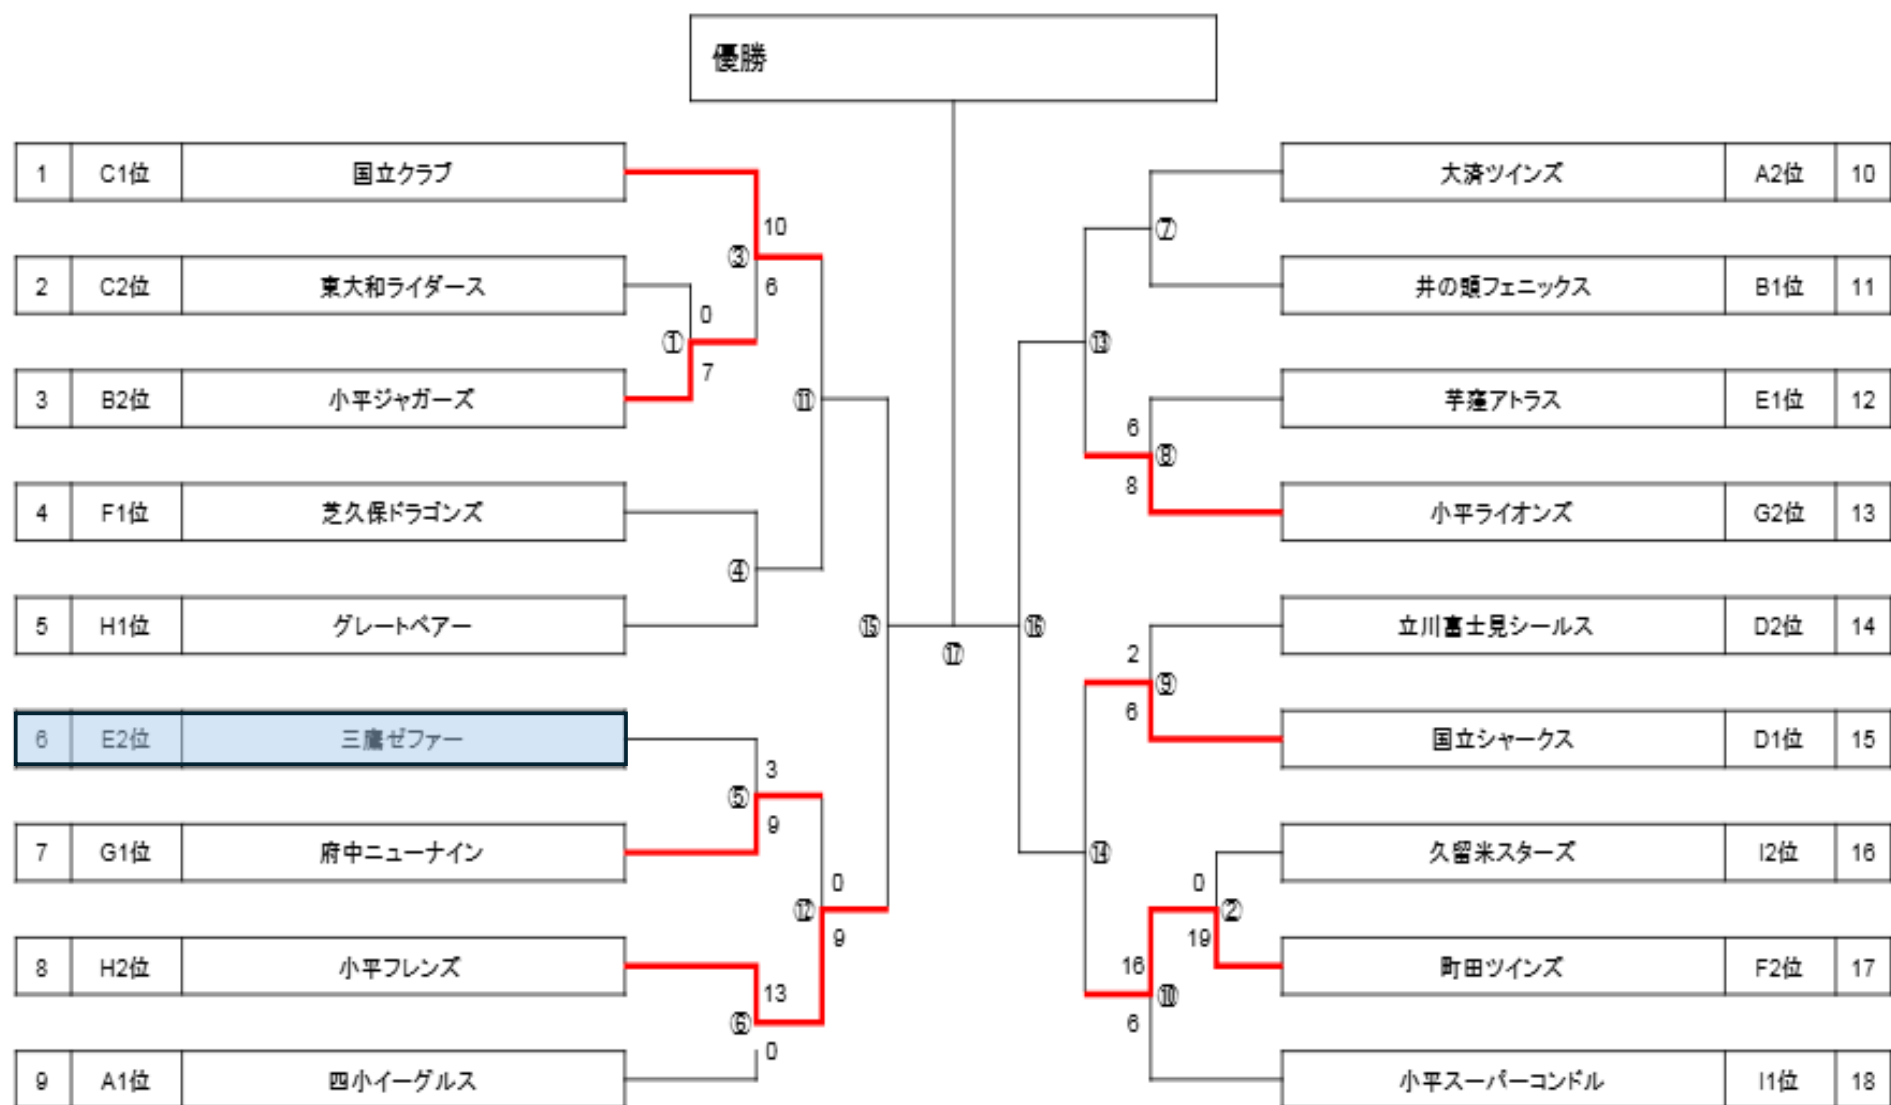 優勝
1 C1位 国立クラブ
2 C2位 東大和ライダース
3 B2位 小平ジャガーズ
4 F1位 芝久保ドラゴンズ
5 H1位 グレートベアー
6 E2位 三鷹ゼファー
7 G1位 府中ニューナイン
8 H2位 小平フレンズ
9 A1位 四小イーグルス
10
③
6
0
①
7
⑪
④
⑮
3
⑤
9
0
⑫
9
13
⑥
0
⑰
大済ツインズ A2位 10
井の頭フェニックス B1位 11
芋窪アトラス E1位 12
小平ライオンズ G2位 13
立川富士見シールス D2位 14
国立シャークス D1位 15
久留米スターズ I2位 16
町田ツインズ F2位 17
小平スーパーコンドル I1位 18
⑦
⑬
6
⑧
8
⑯
2
⑨
6
⑭
0
②
19
16
⑩
6